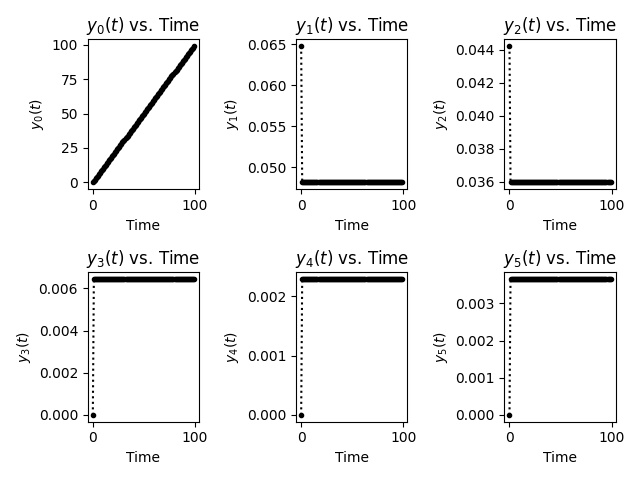 y₀(t) vs. Time
y₁(t) vs. Time
y₂(t) vs. Time
y₀(t)
100
75
50
25
0
y₁(t)
0.065
0.060
0.055
0.050
y₂(t)
0.044
0.042
0.040
0.038
0.036
0 100
0 100
0 100
Time
Time
Time
y₃(t) vs. Time
y₄(t) vs. Time
y₅(t) vs. Time
y₃(t)
0.006
0.004
0.002
0.000
y₄(t)
0.002
0.001
0.000
y₅(t)
0.003
0.002
0.001
0.000
0 100
0 100
0 100
Time
Time
Time